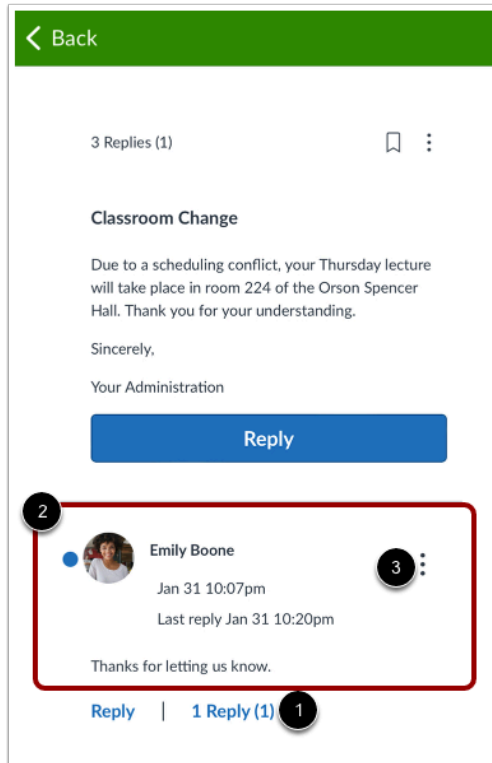 Back
3 Replies (1)
Classroom Change
Due to a scheduling conflict, your Thursday lecture
will take place in room 224 of the Orson Spencer
Hall. Thank you for your understanding.
Sincerely,
Your Administration
Reply
2
Emily Boone
3
Jan 31 10:07pm
Last reply Jan 31 10:20pm
Thanks for letting us know.
Reply | 1 Reply (1) 1